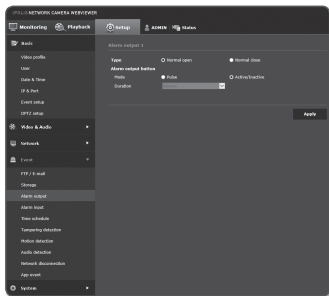 iPOLiS NETWORK CAMERA WEBVIEWER
Monitoring Playback Setup ADMIN Status
Basic
Video profile
User
Date & Time
IP & Port
Event setup
DPTZ setup
Video & Audio
Network
Event
FTP / E-mail
Storage
Alarm output
Alarm input
Time schedule
Tampering detection
Motion detection
Audio detection
Network disconnection
App event
System
Alarm output 1
Type Normal open Normal close
Alarm output button
Mode Pulse Active/Inactive
Duration
Apply